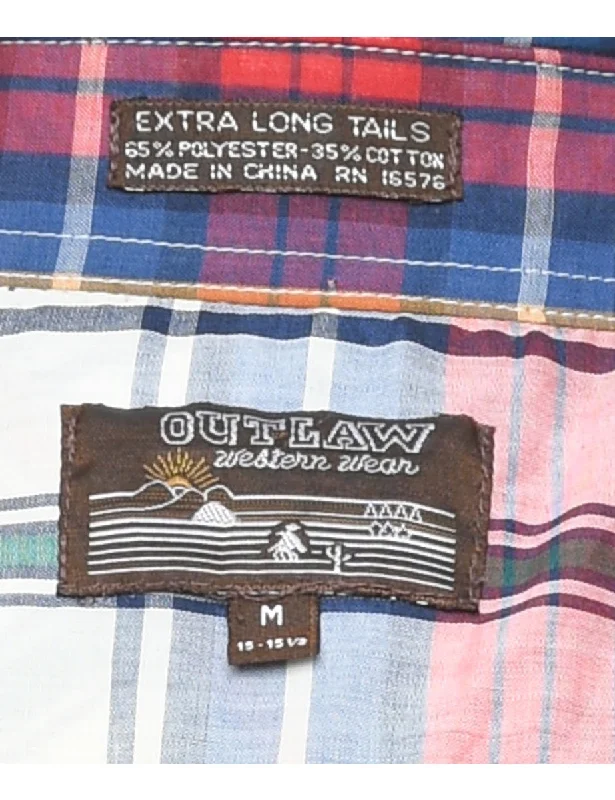 EXTRA LONG TAILS
65% POLYESTER-35% COTTON
MADE IN CHINA RN 16576
OUTLAW
western wear
M
15 - 15 1/2